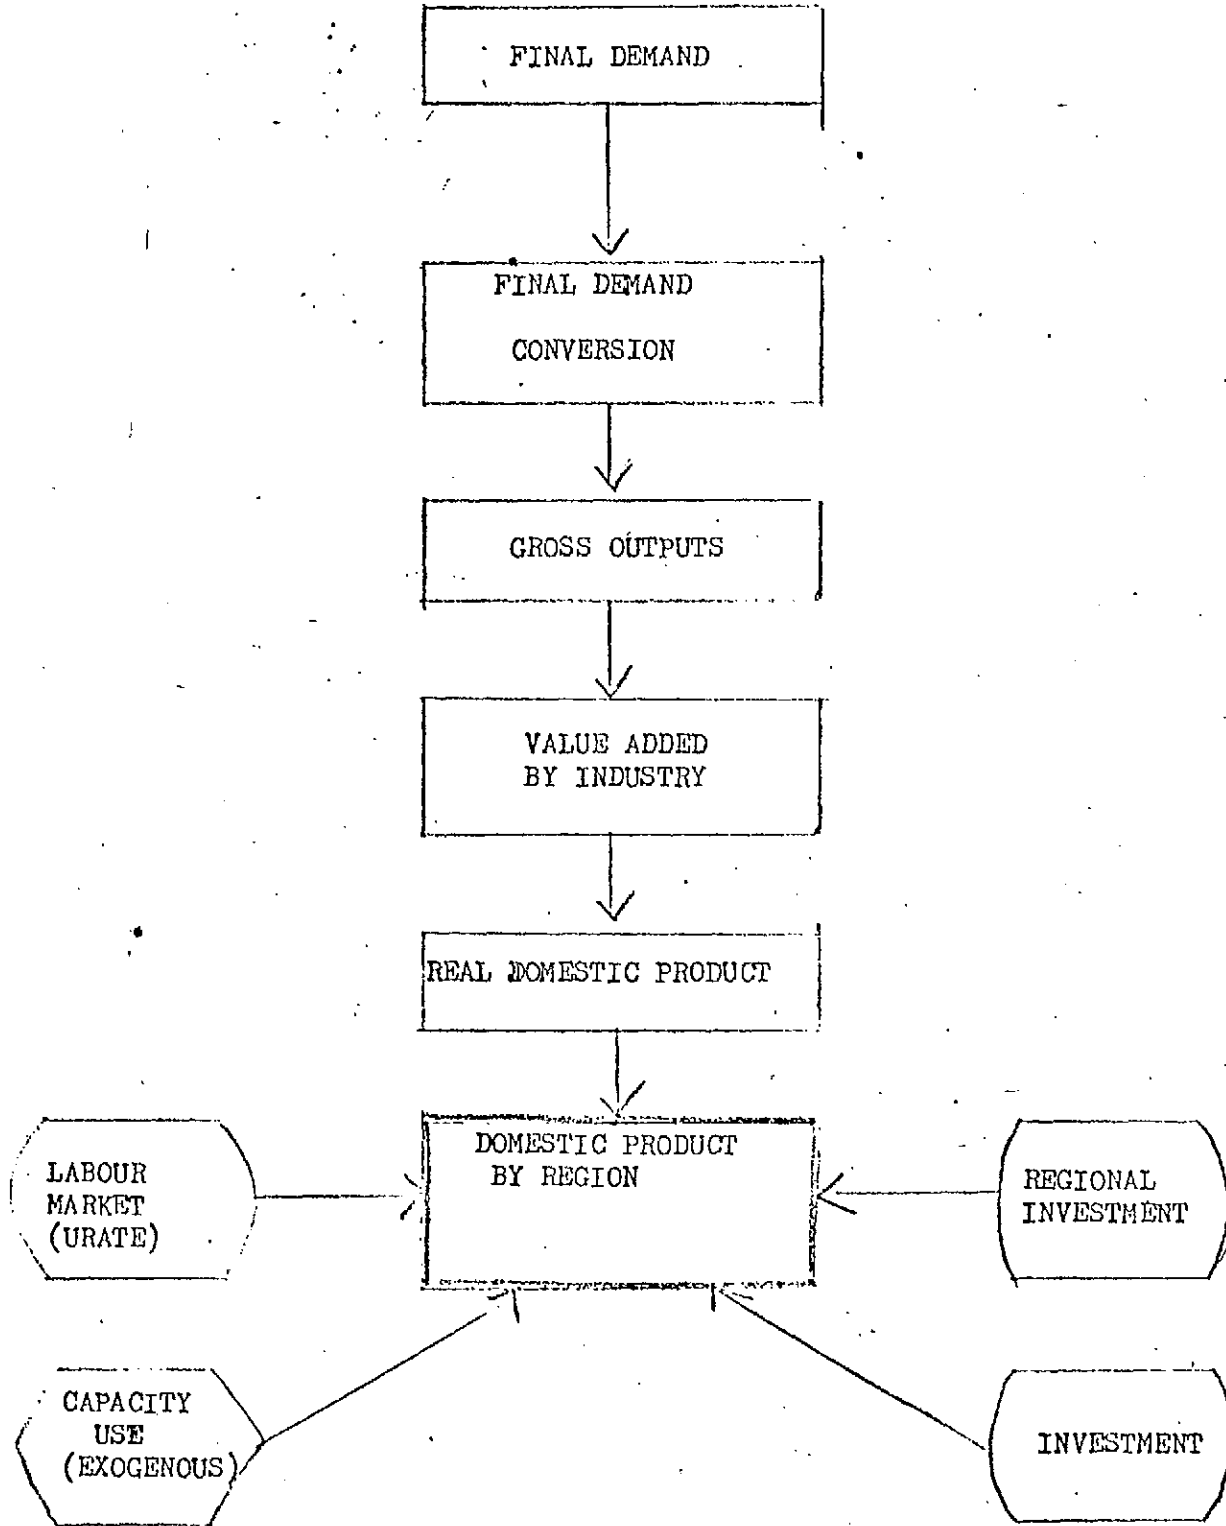 FINAL DEMAND
FINAL DEMAND
CONVERSION
GROSS OUTPUTS
VALUE ADDED
BY INDUSTRY
REAL DOMESTIC PRODUCT
DOMESTIC PRODUCT
BY REGION
LABOUR
MARKET
(URATE)
REGIONAL
INVESTMENT
CAPACITY
USE
(EXOGENOUS)
INVESTMENT